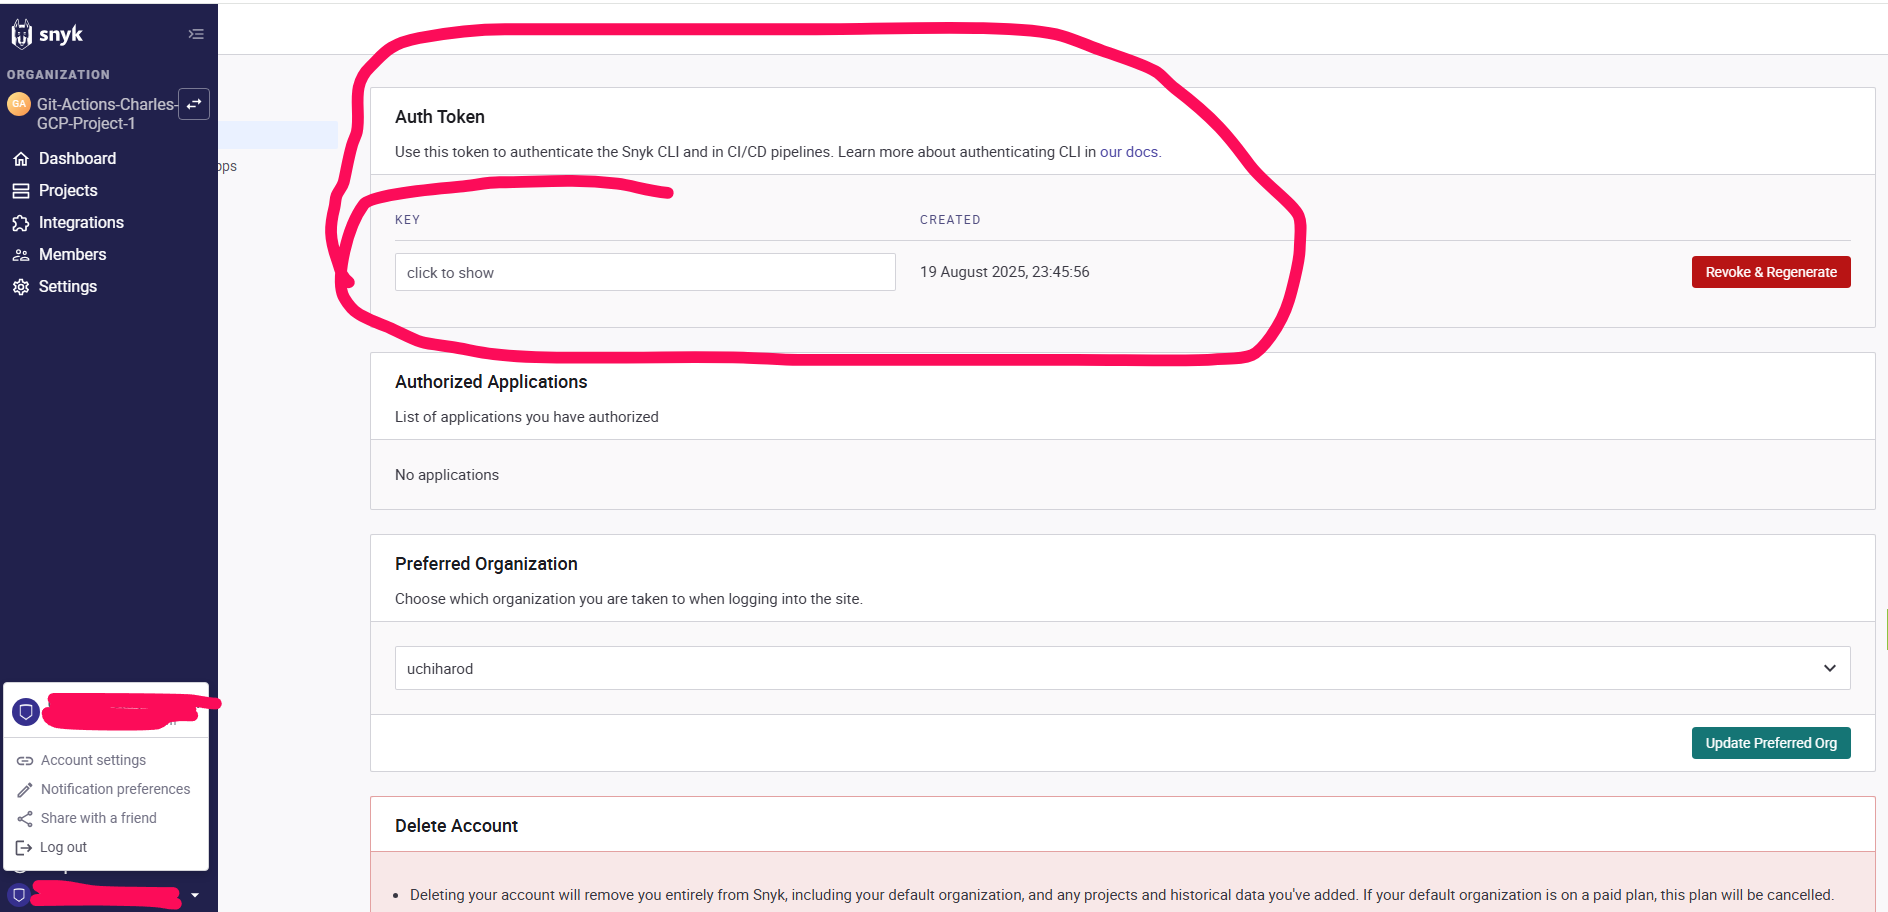 snyk
ORGANIZATION
GA
Git-Actions-Charles-
GCP-Project-1
Dashboard
Projects
Integrations
Members
Settings
Account settings
Notification preferences
Share with a friend
Log out
Auth Token
Use this token to authenticate the Snyk CLI and in CI/CD pipelines. Learn more about authenticating CLI in our docs.
KEY CREATED
click to show 19 August 2025, 23:45:56 Revoke & Regenerate
Authorized Applications
List of applications you have authorized
No applications
Preferred Organization
Choose which organization you are taken to when logging into the site.
uchiharod
Update Preferred Org
Delete Account
• Deleting your account will remove you entirely from Snyk, including your default organization, and any projects and historical data you've added. If your default organization is on a paid plan, this plan will be cancelled.